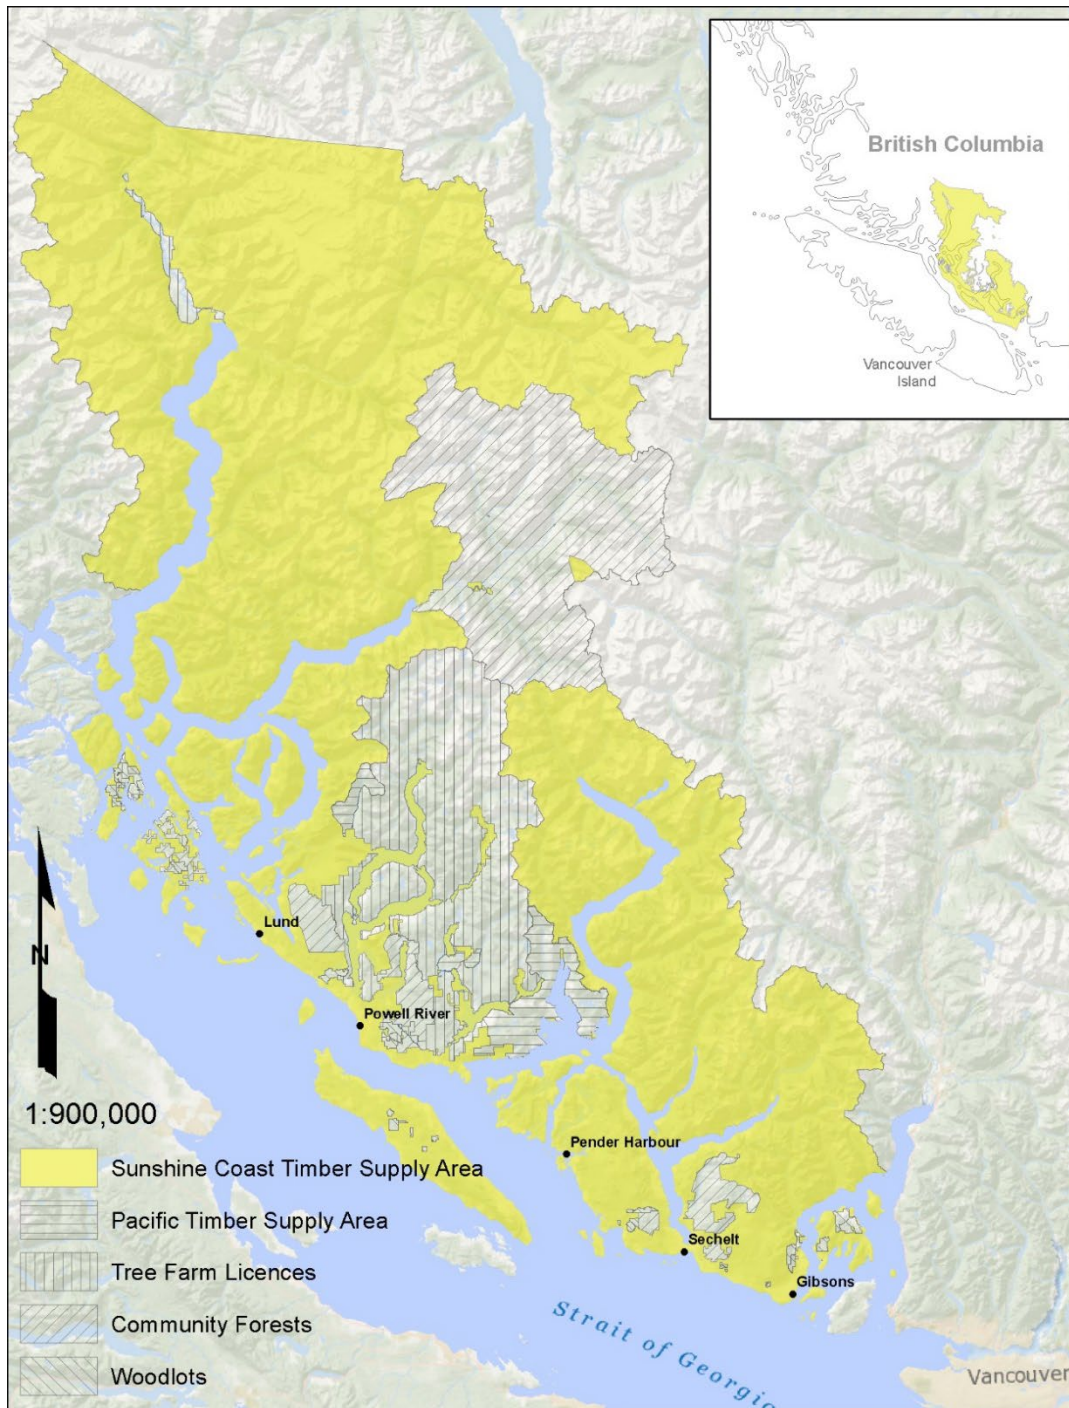 British Columbia
Vancouver
Island
Lund
Powell River
N
1:900,000
Pender Harbour
Sechelt
Gibsons
Sunshine Coast Timber Supply Area
Pacific Timber Supply Area
Tree Farm Licences
Community Forests
Woodlots
Strait of Georgia
Vancouver